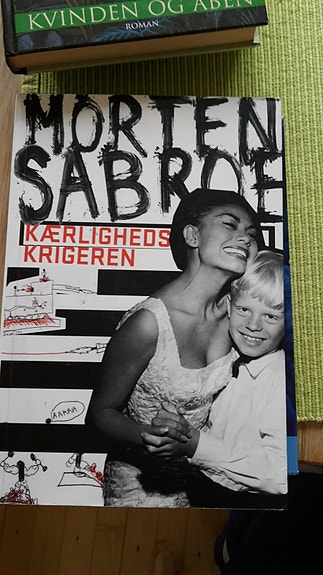 KVINDEN OG ABEN
ROMAN
MORTEN
SABROE
KÆRLIGHEDS
KRIGEREN
AAAAA